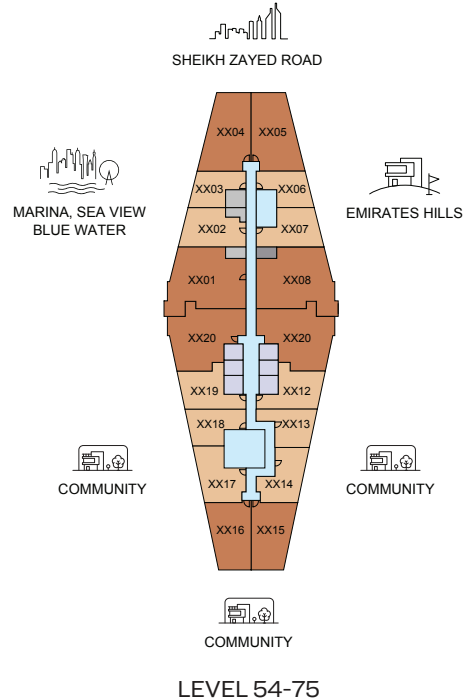 SHEIKH ZAYED ROAD
XX04 XX05
MARINA, SEA VIEW
BLUE WATER
XX03 XX06
EMIRATES HILLS
XX02 XX07
XX01 XX08
XX20 XX20
XX19 XX12
XX18 XX13
COMMUNITY
XX17 XX14
COMMUNITY
XX16 XX15
COMMUNITY
LEVEL 54-75